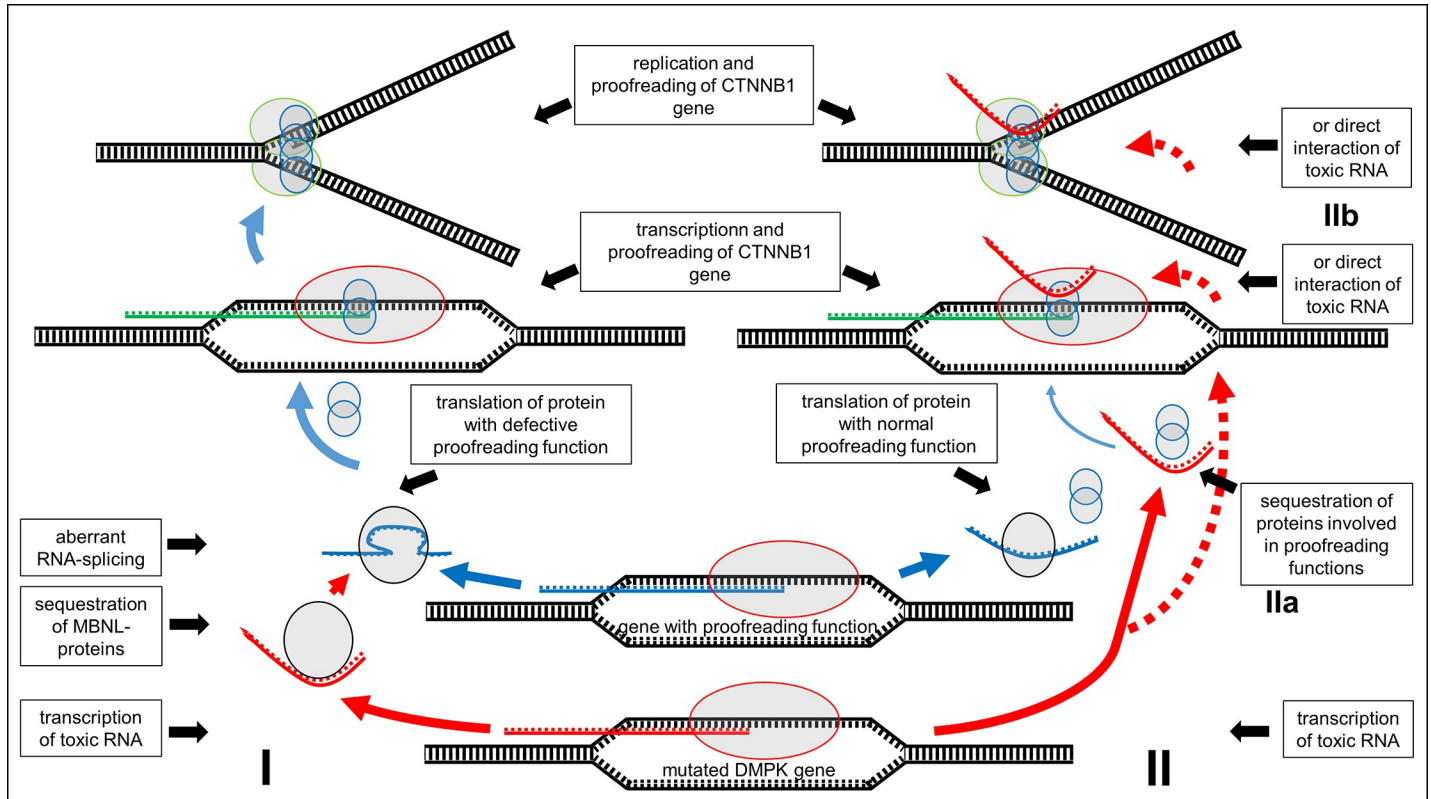 replication and
proofreading of CTNNB1
gene
or direct
interaction of
toxic RNA
IIb
transcriptionn and
proofreading of CTNNB1
gene
or direct
interaction of
toxic RNA
translation of protein
with defective
proofreading function
translation of protein
with normal
proofreading function
sequestration of
proteins involved
in proofreading
functions
IIa
aberrant
RNA-splicing
sequestration
of MBNL-
proteins
gene with proofreading function
transcription
of toxic RNA
transcription
of toxic RNA
mutated DMPK gene
I
II